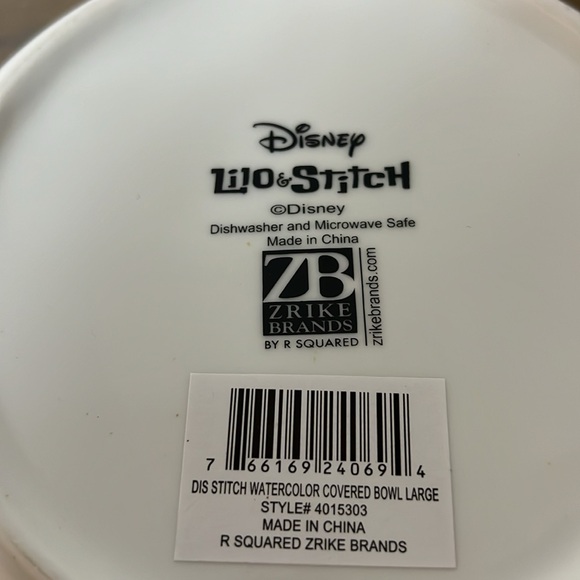 Disney
Lilo & Stitch
©Disney
Dishwasher and Microwave Safe
Made in China
ZB
ZRIKE
BRANDS
BY R SQUARED
zrikebrands.com
7 66169 24069 4
DIS STITCH WATERCOLOR COVERED BOWL LARGE
STYLE# 4015303
MADE IN CHINA
R SQUARED ZRIKE BRANDS